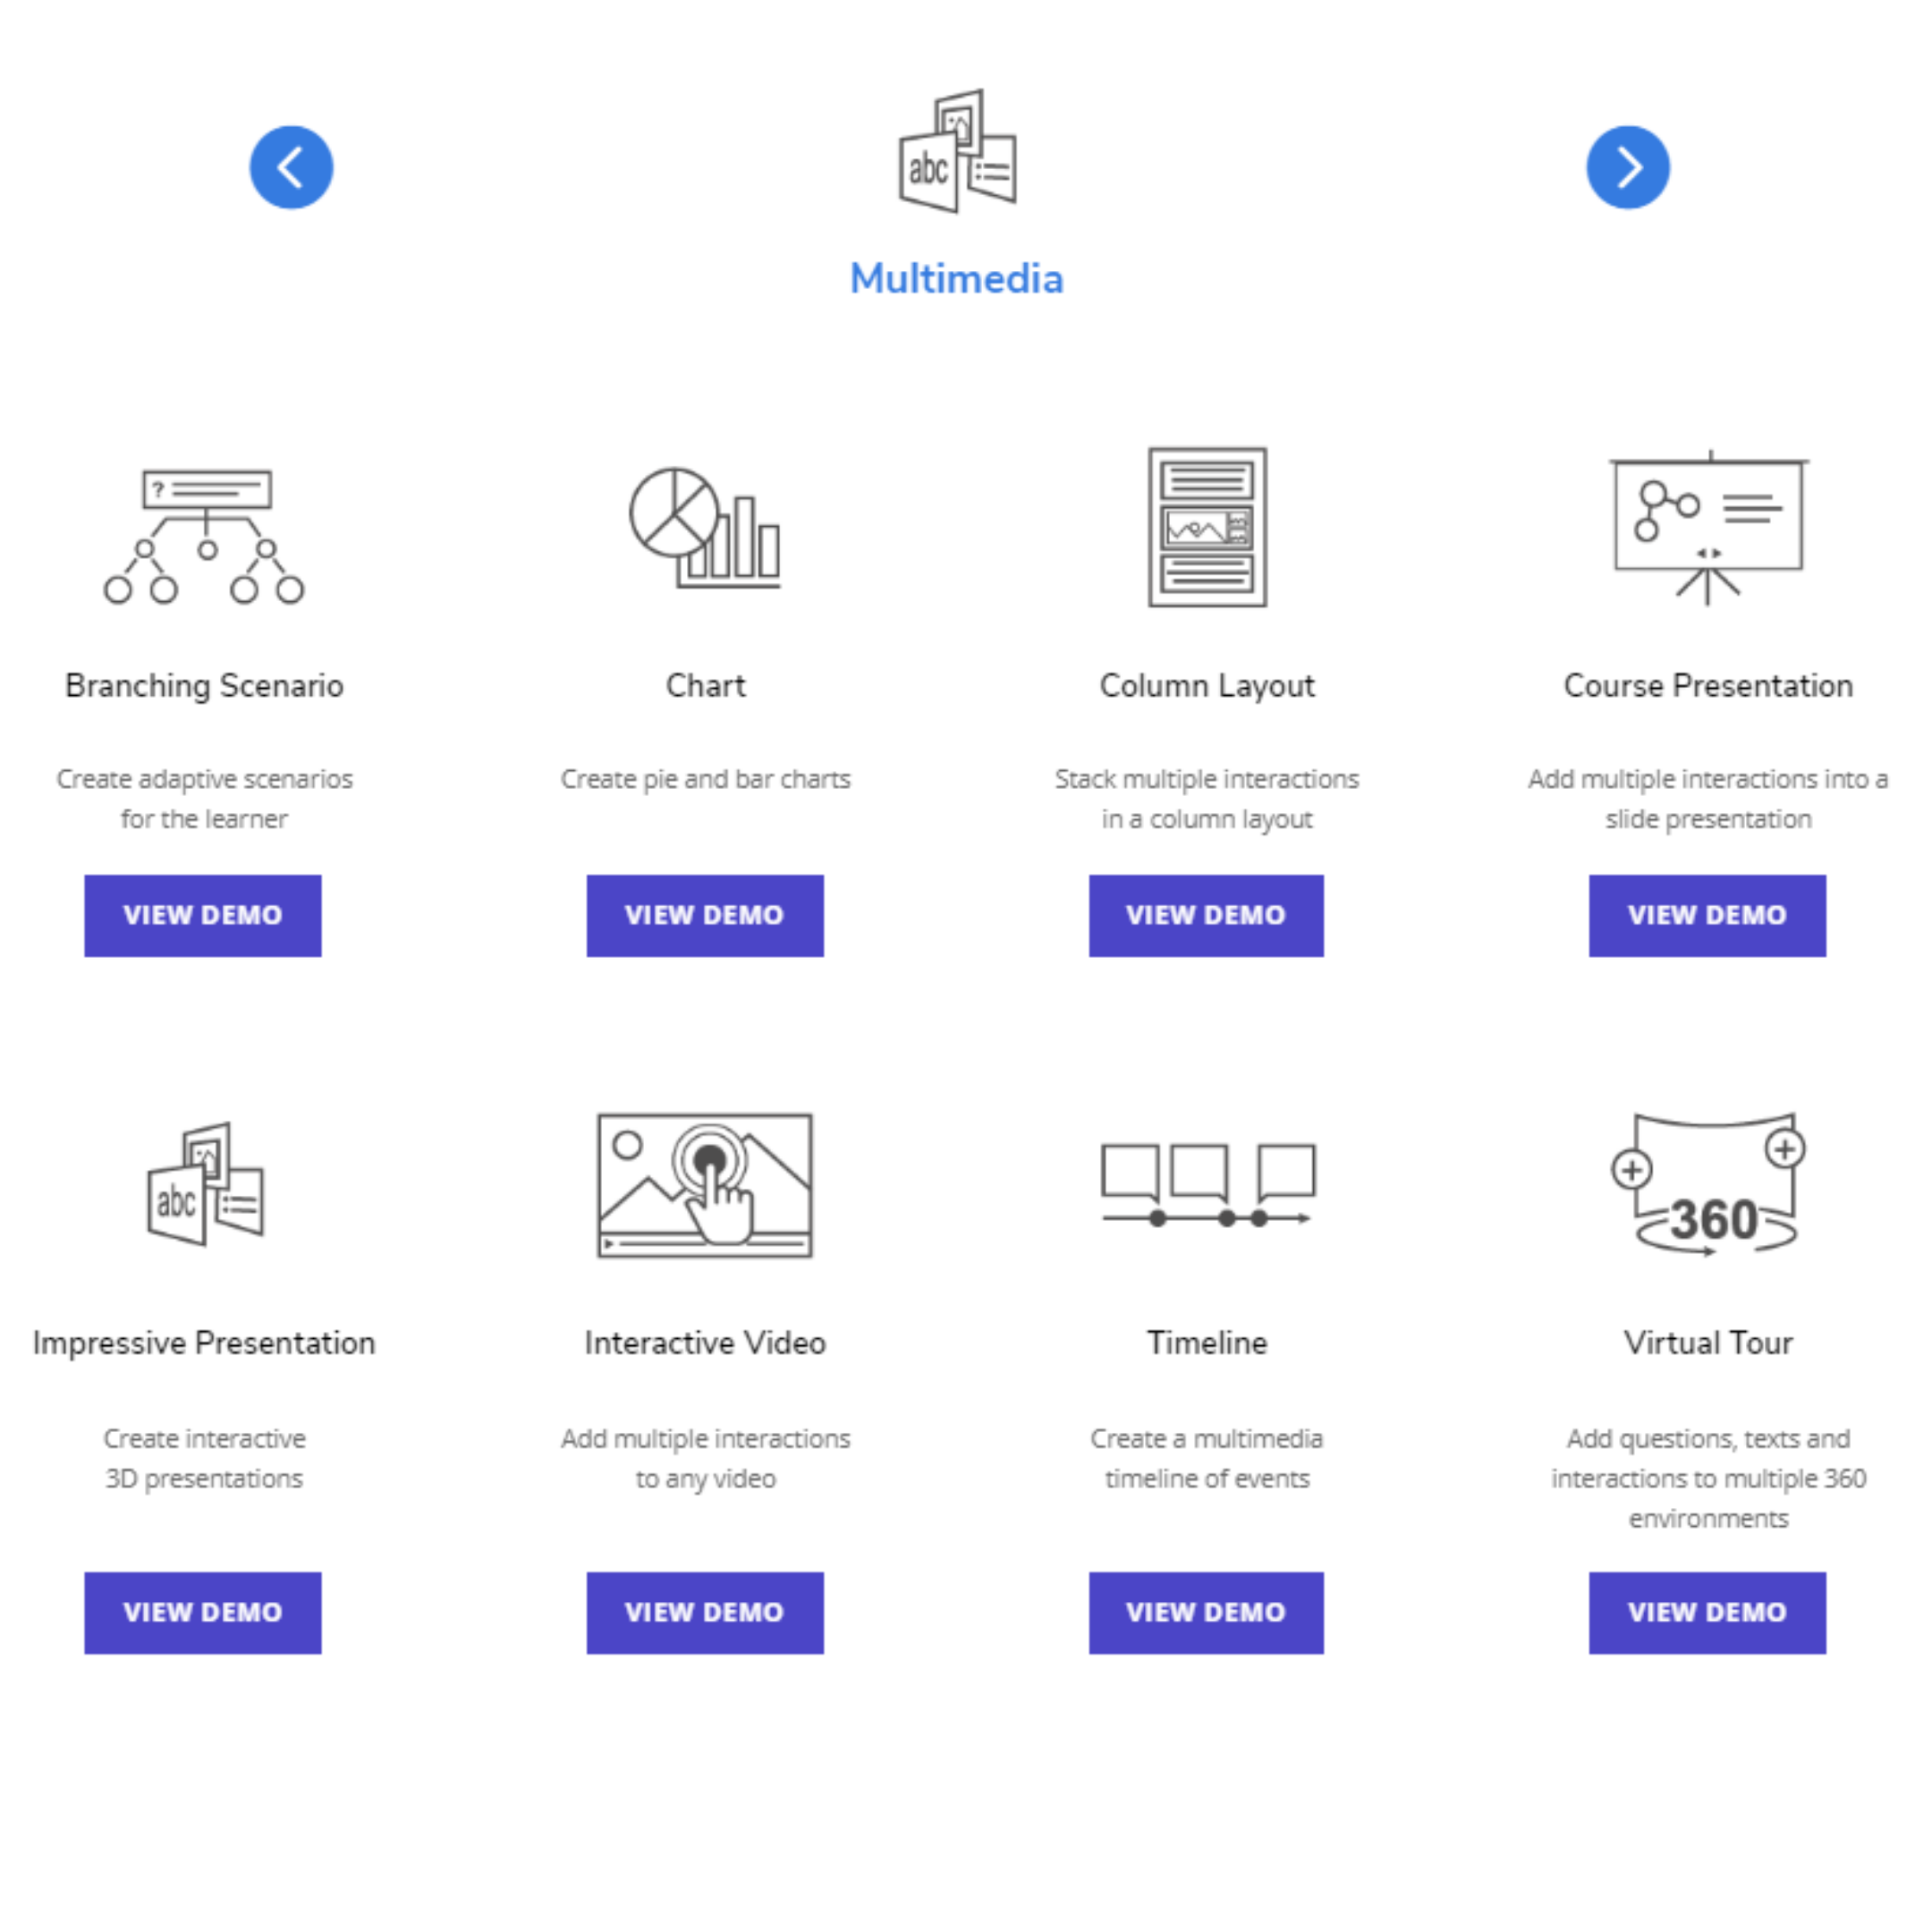 abc
Multimedia
?
Branching Scenario
Create adaptive scenarios
for the learner
VIEW DEMO
Chart
Create pie and bar charts
VIEW DEMO
Column Layout
Stack multiple interactions
in a column layout
VIEW DEMO
Course Presentation
Add multiple interactions into a
slide presentation
VIEW DEMO
abc
Impressive Presentation
Create interactive
3D presentations
VIEW DEMO
Interactive Video
Add multiple interactions
to any video
VIEW DEMO
Timeline
Create a multimedia
timeline of events
VIEW DEMO
360
Virtual Tour
Add questions, texts and
interactions to multiple 360
environments
VIEW DEMO